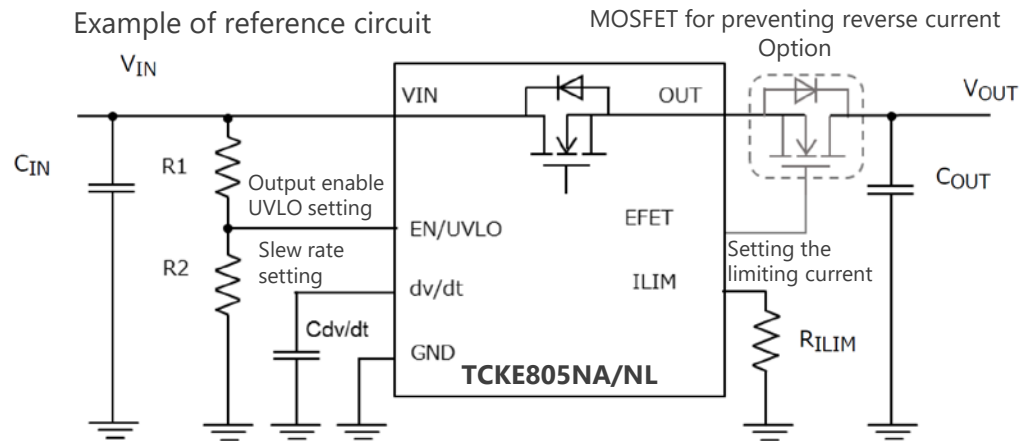 Example of reference circuit
MOSFET for preventing reverse current
Option
VIN
VIN
OUT
VOUT
CIN
R1
Output enable
UVLO setting
EN/UVLO
EFET
COUT
R2
Slew rate
setting
Setting the
limiting current
dv/dt
ILIM
Cdv/dt
GND
RILIM
TCKE805NA/NL